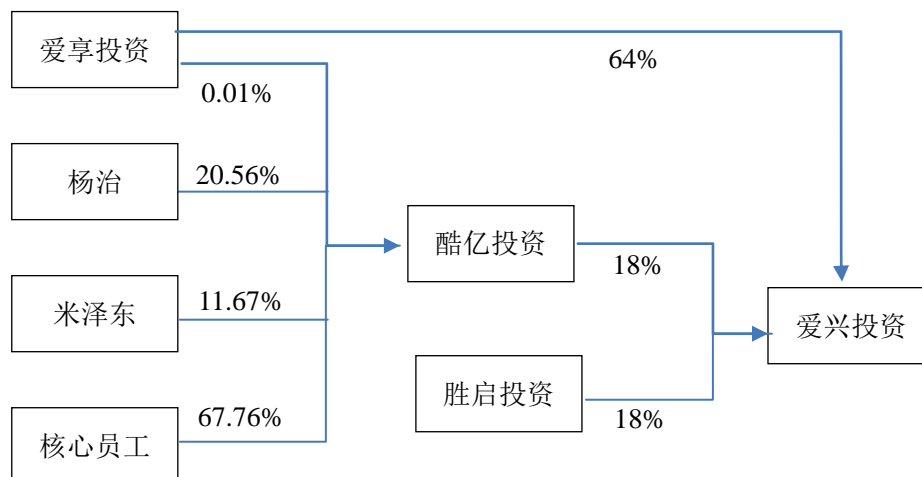 爱享投资
64%
0.01%
杨治
20.56%
酷亿投资
18%
米泽东
11.67%
爱兴投资
胜启投资
18%
核心员工
67.76%